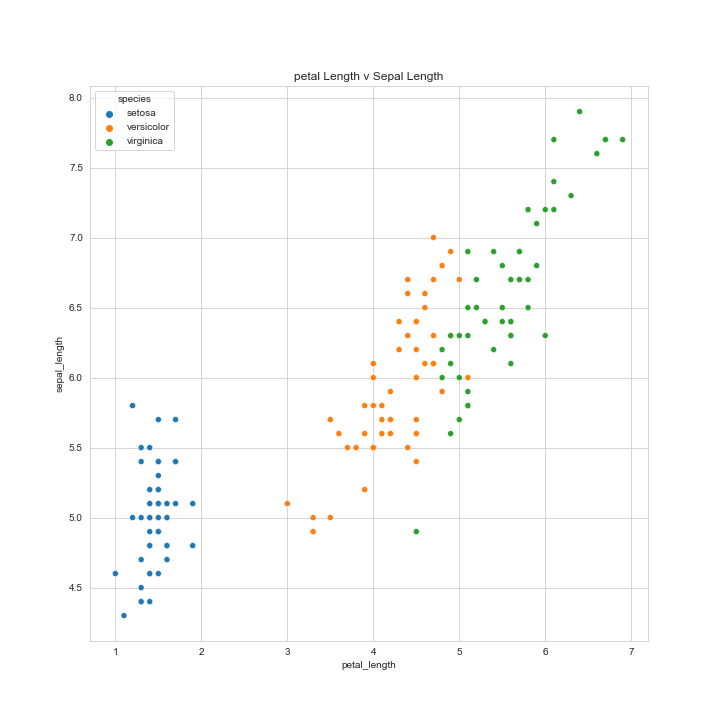 petal Length v Sepal Length
species
setosa
versicolor
virginica
8.0
7.5
7.0
6.5
6.0
5.5
5.0
4.5
sepal_length
1 2 3 4 5 6 7
petal_length